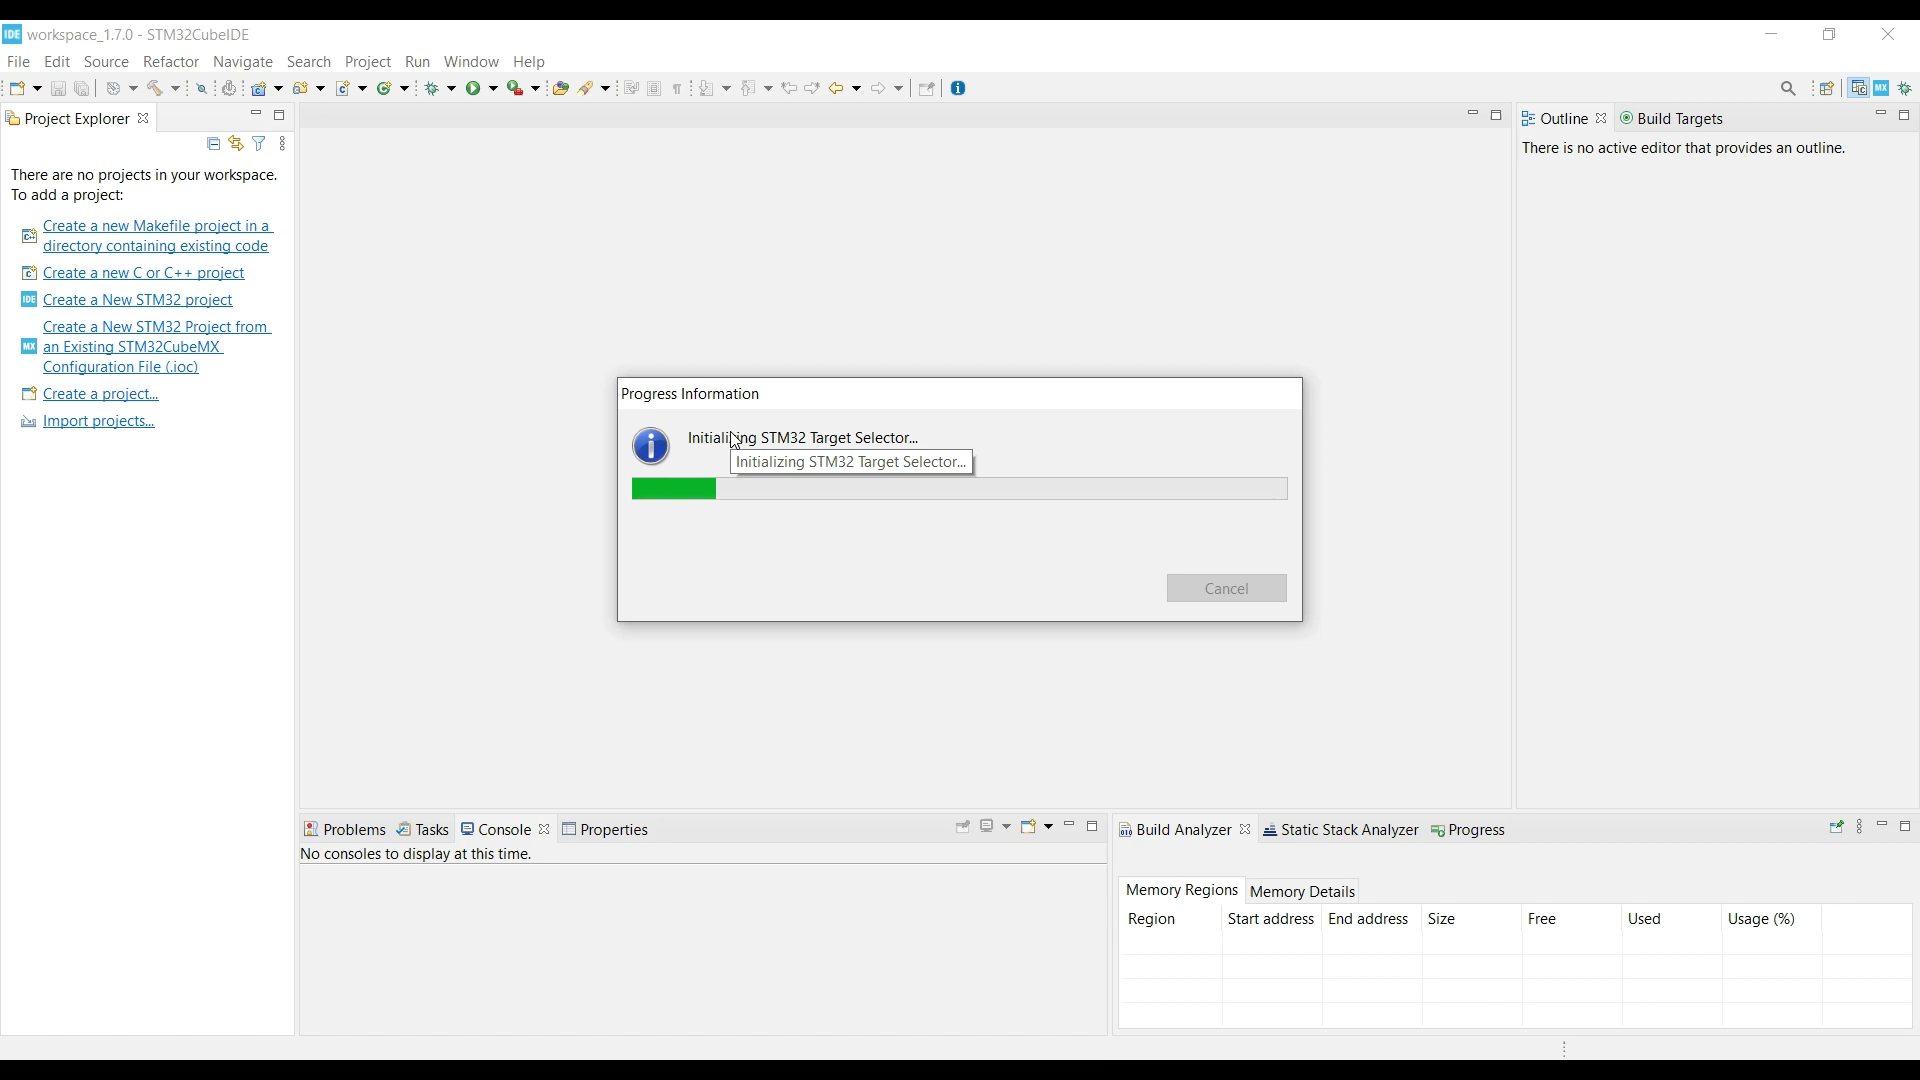 IDE workspace_1.7.0 - STM32CubeIDE
File Edit Source Refactor Navigate Search Project Run Window Help
MX
Project Explorer
Outline Build Targets
There is no active editor that provides an outline.
There are no projects in your workspace.
To add a project:
Create a new Makefile project in a
directory containing existing code
Create a new C or C++ project
IDE Create a New STM32 project
Create a New STM32 Project from
MX an Existing STM32CubeMX
Configuration File (.ioc)
Create a project...
Import projects...
Progress Information
Initializing STM32 Target Selector...
Initializing STM32 Target Selector...
Cancel
Problems Tasks Console Properties
No consoles to display at this time.
Build Analyzer Static Stack Analyzer Progress
Memory Regions Memory Details
Region Start address End address Size Free Used Usage (%)